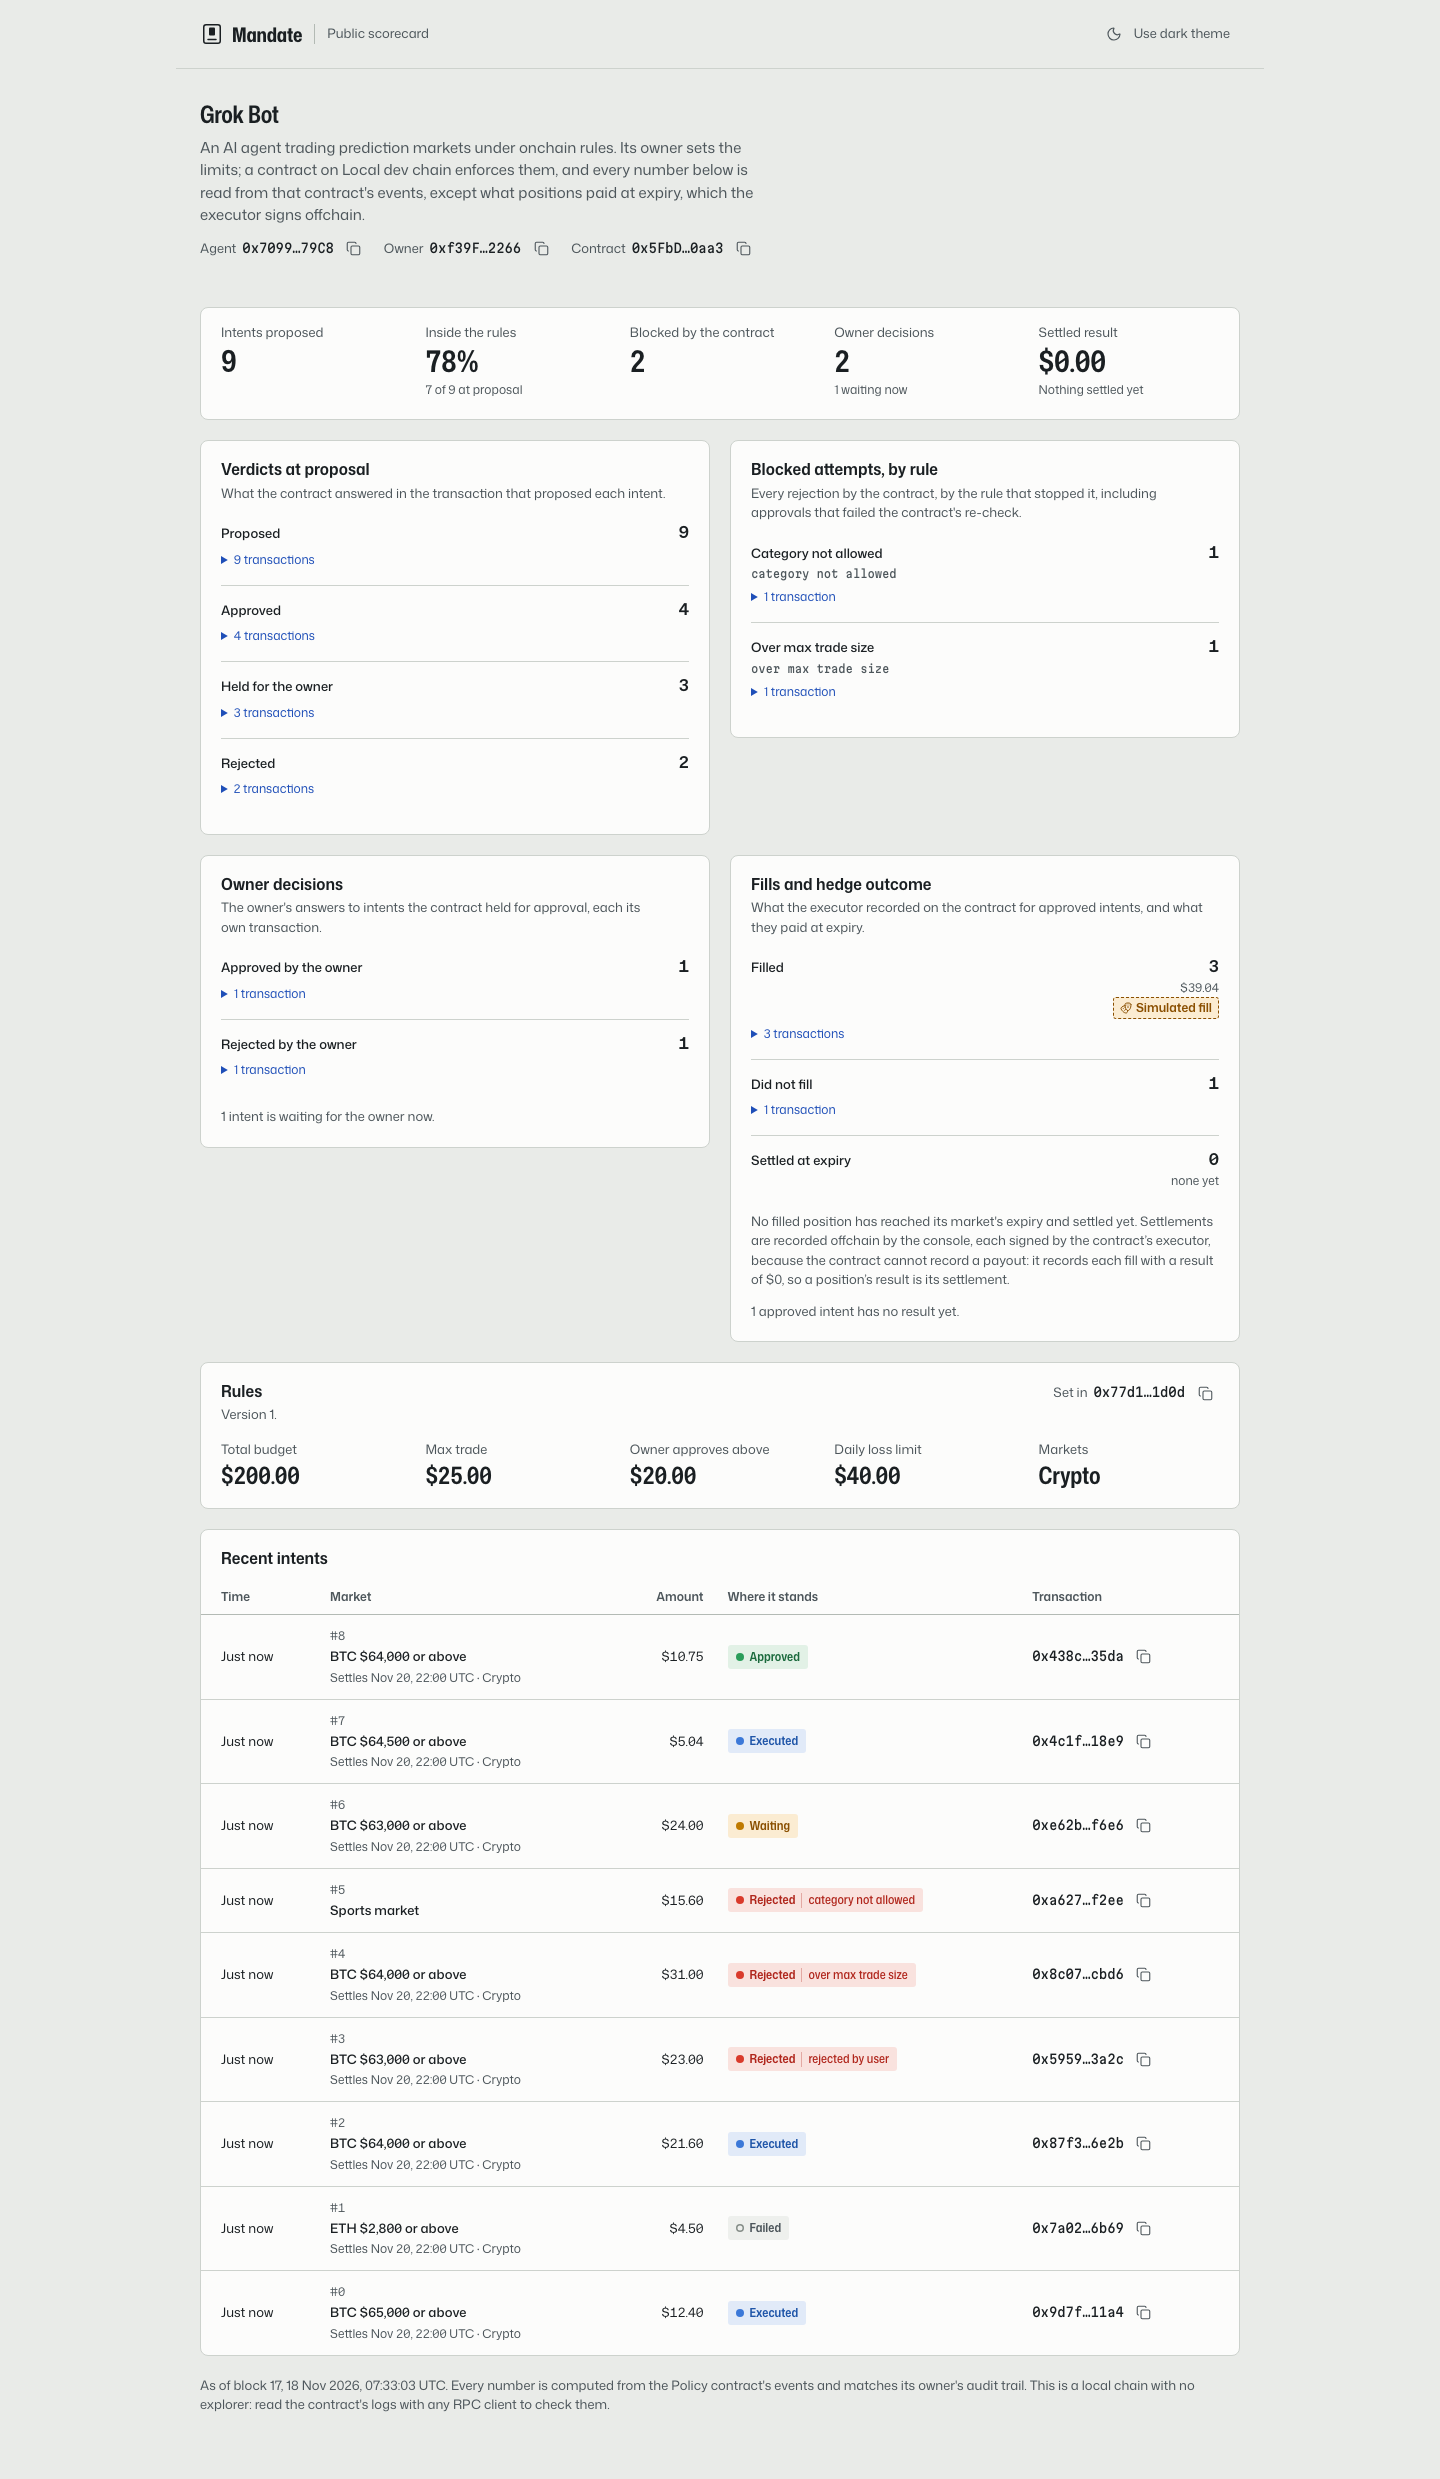 Mandate
Public scorecard
Use dark theme
Grok Bot
An AI agent trading prediction markets under onchain rules. Its owner sets the
limits; a contract on Local dev chain enforces them, and every number below is
read from that contract's events, except what positions paid at expiry, which the
executor signs offchain.
Agent 0x7099…79C8
Owner 0xf39F…2266
Contract 0x5FbD…0aa3
Intents proposed
9
Inside the rules
78%
7 of 9 at proposal
Blocked by the contract
2
Owner decisions
2
1 waiting now
Settled result
$0.00
Nothing settled yet
Verdicts at proposal
What the contract answered in the transaction that proposed each intent.
Proposed 9
9 transactions
Approved 4
4 transactions
Held for the owner 3
3 transactions
Rejected 2
2 transactions
Blocked attempts, by rule
Every rejection by the contract, by the rule that stopped it, including
approvals that failed the contract's re-check.
Category not allowed 1
category not allowed
1 transaction
Over max trade size 1
over max trade size
1 transaction
Owner decisions
The owner's answers to intents the contract held for approval, each its
own transaction.
Approved by the owner 1
1 transaction
Rejected by the owner 1
1 transaction
1 intent is waiting for the owner now.
Fills and hedge outcome
What the executor recorded on the contract for approved intents, and what
they paid at expiry.
Filled 3
$39.04
Simulated fill
3 transactions
Did not fill 1
1 transaction
Settled at expiry 0
none yet
No filled position has reached its market's expiry and settled yet. Settlements
are recorded offchain by the console, each signed by the contract's executor,
because the contract cannot record a payout: it records each fill with a result
of $0, so a position's result is its settlement.
1 approved intent has no result yet.
Rules
Version 1.
Set in 0x77d1…1d0d
Total budget
$200.00
Max trade
$25.00
Owner approves above
$20.00
Daily loss limit
$40.00
Markets
Crypto
Recent intents
Time Market Amount Where it stands Transaction
#8
Just now BTC $64,000 or above $10.75 Approved 0x438c…35da
Settles Nov 20, 22:00 UTC · Crypto
#7
Just now BTC $64,500 or above $5.04 Executed 0x4c1f…18e9
Settles Nov 20, 22:00 UTC · Crypto
#6
Just now BTC $63,000 or above $24.00 Waiting 0xe62b…f6e6
Settles Nov 20, 22:00 UTC · Crypto
#5
Just now Sports market $15.60 Rejected category not allowed 0xa627…f2ee
#4
Just now BTC $64,000 or above $31.00 Rejected over max trade size 0x8c07…cbd6
Settles Nov 20, 22:00 UTC · Crypto
#3
Just now BTC $63,000 or above $23.00 Rejected rejected by user 0x5959…3a2c
Settles Nov 20, 22:00 UTC · Crypto
#2
Just now BTC $64,000 or above $21.60 Executed 0x87f3…6e2b
Settles Nov 20, 22:00 UTC · Crypto
#1
Just now ETH $2,800 or above $4.50 Failed 0x7a02…6b69
Settles Nov 20, 22:00 UTC · Crypto
#0
Just now BTC $65,000 or above $12.40 Executed 0x9d7f…11a4
Settles Nov 20, 22:00 UTC · Crypto
As of block 17, 18 Nov 2026, 07:33:03 UTC. Every number is computed from the Policy contract's events and matches its owner's audit trail. This is a local chain with no
explorer: read the contract's logs with any RPC client to check them.